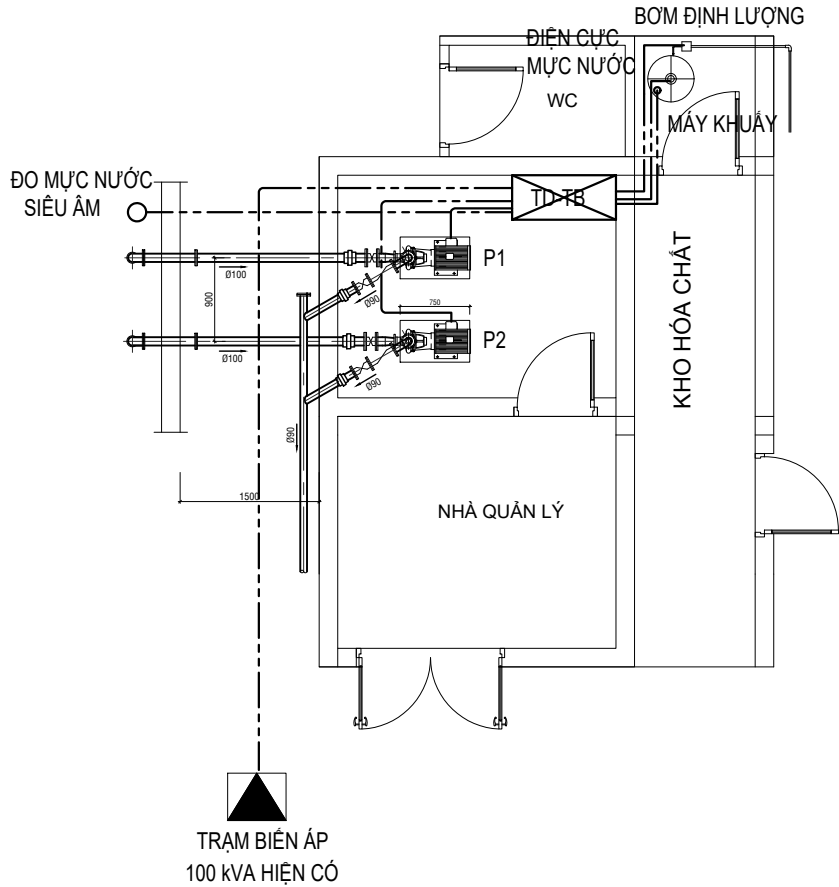 BƠM ĐỊNH LƯỢNG
ĐIỆN CỰC
MỰC NƯỚC
WC
MÁY KHUẤY
ĐO MỰC NƯỚC
SIÊU ÂM
TD-TB
P1
Ø100
Ø90
900
750
P2
Ø100
Ø90
KHO HÓA CHẤT
Ø90
1500
NHÀ QUẢN LÝ
TRẠM BIẾN ÁP
100 kVA HIỆN CÓ